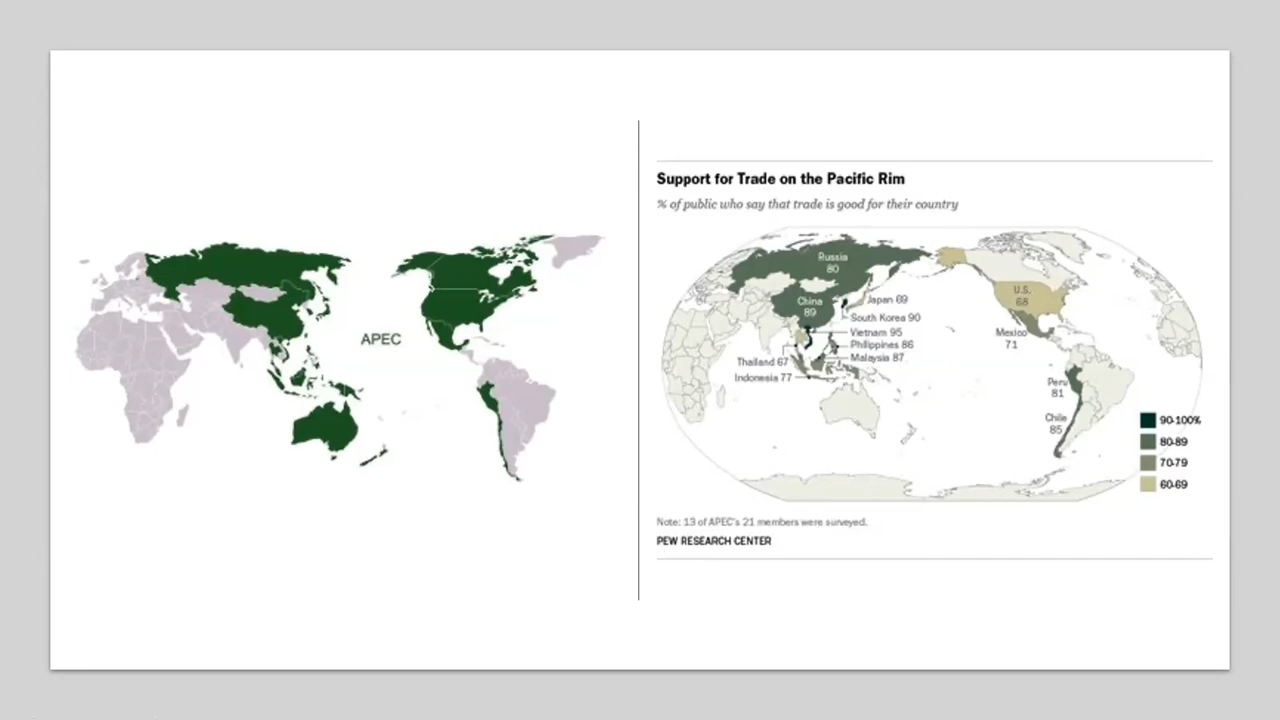 APEC
Support for Trade on the Pacific Rim
% of public who say that trade is good for their country
Russia
80
China
89
Japan 69
South Korea 90
Vietnam 95
Philippines 86
Malaysia 87
Thailand 67
Indonesia 77
U.S.
68
Mexico
71
Peru
81
Chile
85
90-100%
80-89
70-79
60-69
Note: 13 of APEC's 21 members were surveyed.
PEW RESEARCH CENTER